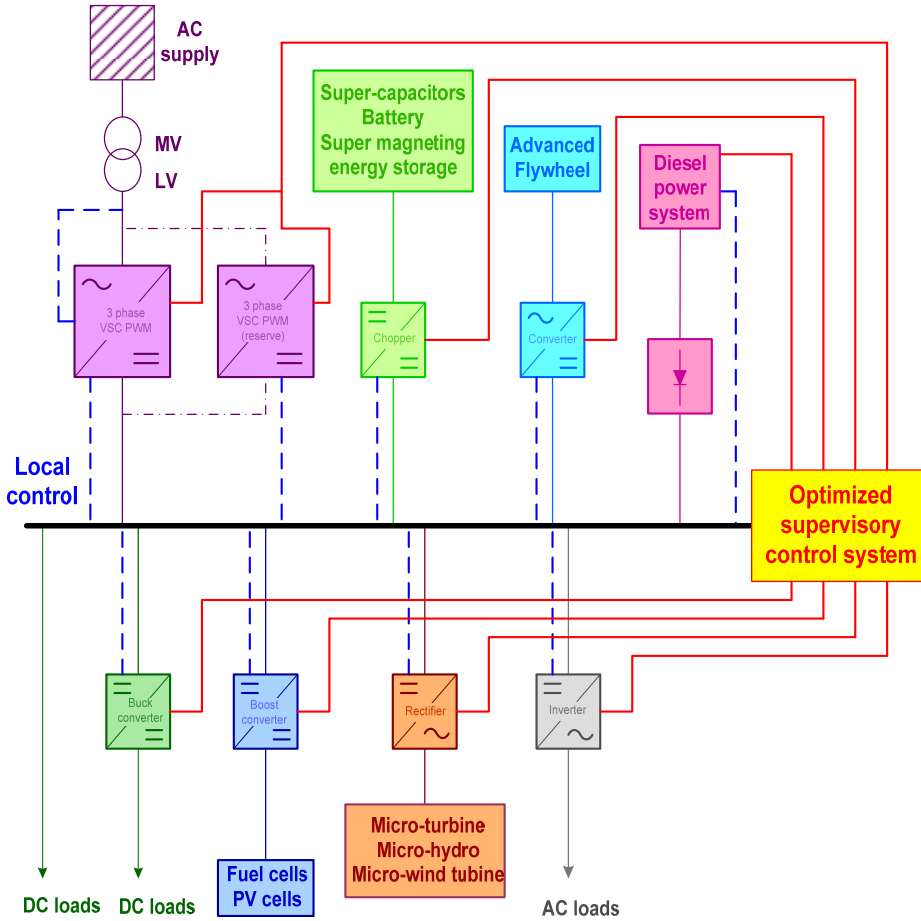 AC
supply
MV
LV
Super-capacitors
Battery
Super magneting
energy storage
Advanced
Flywheel
Diesel
power
system
3 phase
VSC PWM
3 phase
VSC PWM
(reserve)
Chopper
Converter
Local
control
Optimized
supervisory
control system
Buck
converter
Boost
converter
Rectifier
Inverter
Micro-turbine
Micro-hydro
Micro-wind tubine
Fuel cells
PV cells
DC loads
DC loads
AC loads